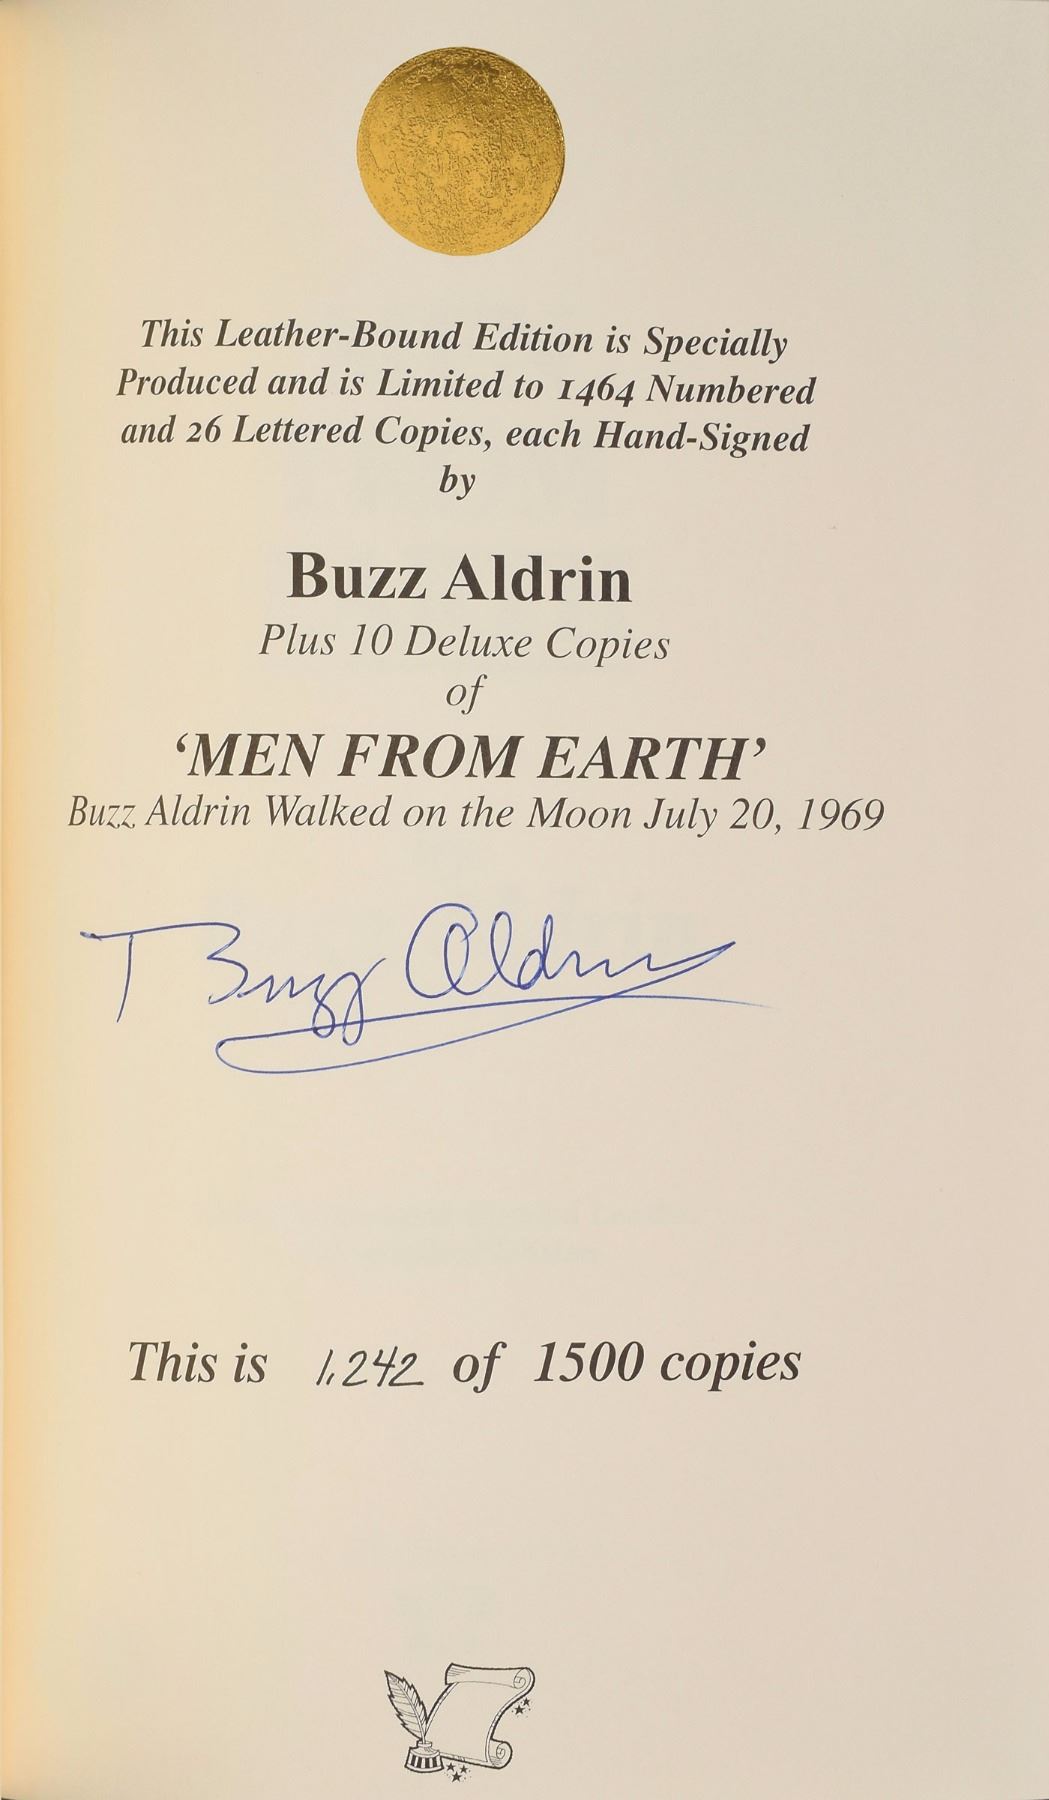 This Leather-Bound Edition is Specially
Produced and is Limited to 1464 Numbered
and 26 Lettered Copies, each Hand-Signed
by
Buzz Aldrin
Plus 10 Deluxe Copies
of
‘MEN FROM EARTH’
Buzz Aldrin Walked on the Moon July 20, 1969
Buzz Aldrin
This is 1,242 of 1500 copies